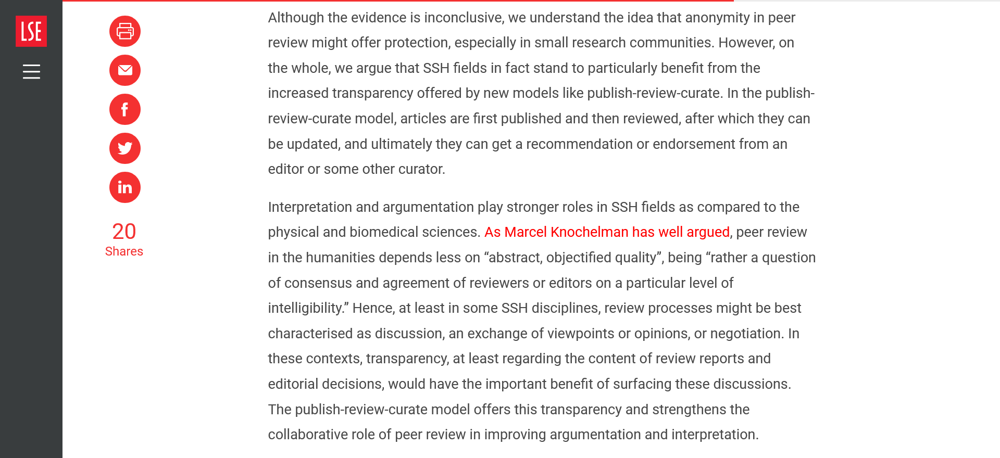 LSE
20
Shares
Although the evidence is inconclusive, we understand the idea that anonymity in peer
review might offer protection, especially in small research communities. However, on
the whole, we argue that SSH fields in fact stand to particularly benefit from the
increased transparency offered by new models like publish-review-curate. In the publish-
review-curate model, articles are first published and then reviewed, after which they can
be updated, and ultimately they can get a recommendation or endorsement from an
editor or some other curator.
Interpretation and argumentation play stronger roles in SSH fields as compared to the
physical and biomedical sciences. As Marcel Knochelman has well argued, peer review
in the humanities depends less on “abstract, objectified quality”, being “rather a question
of consensus and agreement of reviewers or editors on a particular level of
intelligibility.” Hence, at least in some SSH disciplines, review processes might be best
characterised as discussion, an exchange of viewpoints or opinions, or negotiation. In
these contexts, transparency, at least regarding the content of review reports and
editorial decisions, would have the important benefit of surfacing these discussions.
The publish-review-curate model offers this transparency and strengthens the
collaborative role of peer review in improving argumentation and interpretation.